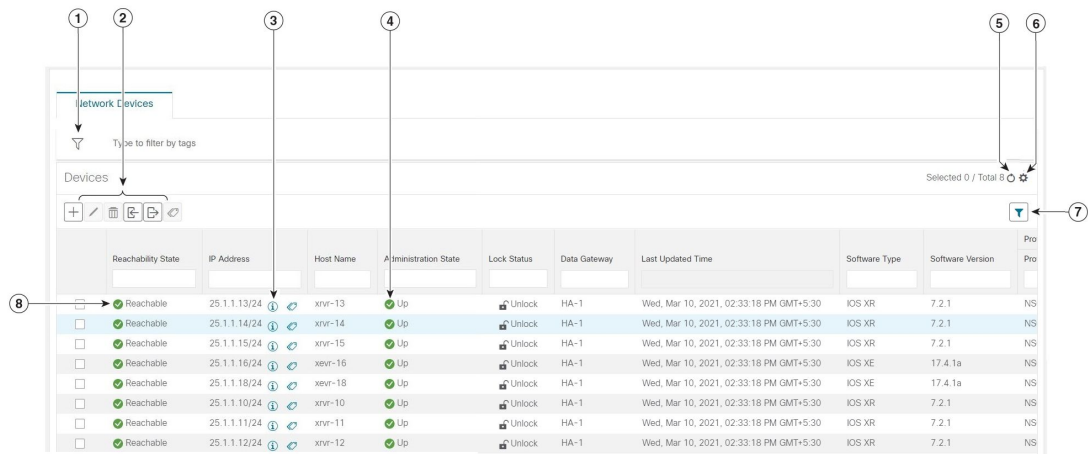 1 2 3 4 5 6
Network Devices
Type to filter by tags
Devices
Selected 0 / Total 8
7
Reachability State IP Address Host Name Administration State Lock Status Data Gateway Last Updated Time Software Type Software Version Pro
Pro
8 Reachable 25.1.1.13/24 xrvr-13 Up Unlock HA-1 Wed, Mar 10, 2021, 02:33:18 PM GMT+5:30 IOS XR 7.2.1 NS
Reachable 25.1.1.14/24 xrvr-14 Up Unlock HA-1 Wed, Mar 10, 2021, 02:33:18 PM GMT+5:30 IOS XR 7.2.1 NS
Reachable 25.1.1.15/24 xrvr-15 Up Unlock HA-1 Wed, Mar 10, 2021, 02:33:18 PM GMT+5:30 IOS XR 7.2.1 NS
Reachable 25.1.1.16/24 xevr-16 Up Unlock HA-1 Wed, Mar 10, 2021, 02:33:18 PM GMT+5:30 IOS XE 17.4.1a NS
Reachable 25.1.1.18/24 xevr-18 Up Unlock HA-1 Wed, Mar 10, 2021, 02:33:18 PM GMT+5:30 IOS XE 17.4.1a NS
Reachable 25.1.1.10/24 xrvr-10 Up Unlock HA-1 Wed, Mar 10, 2021, 02:33:18 PM GMT+5:30 IOS XR 7.2.1 NS
Reachable 25.1.1.11/24 xrvr-11 Up Unlock HA-1 Wed, Mar 10, 2021, 02:33:18 PM GMT+5:30 IOS XR 7.2.1 NS
Reachable 25.1.1.12/24 xrvr-12 Up Unlock HA-1 Wed, Mar 10, 2021, 02:33:18 PM GMT+5:30 IOS XR 7.2.1 NS